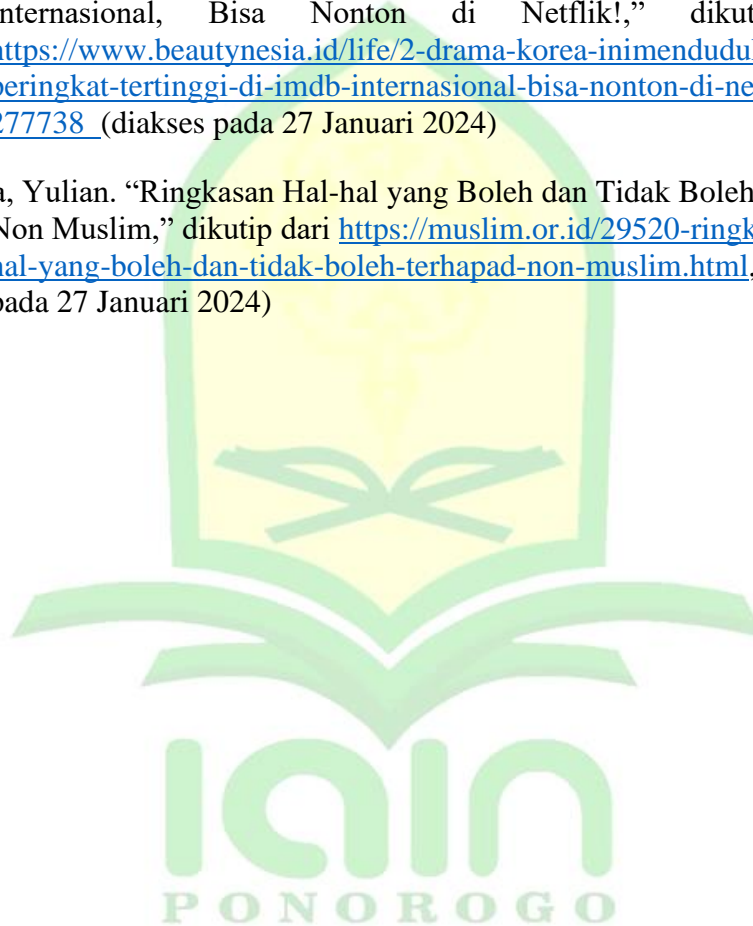 nternasional, Bisa Nonton di Netflik!,” dikut
https://www.beautynesia.id/life/2-drama-korea-inimendudul
peringkat-tertinggi-di-imdb-internasional-bisa-nonton-di-ne
277738 (diakses pada 27 Januari 2024)
a, Yulian. “Ringkasan Hal-hal yang Boleh dan Tidak Boleh
Non Muslim,” dikutip dari https://muslim.or.id/29520-ringk
hal-yang-boleh-dan-tidak-boleh-terhapad-non-muslim.html,
pada 27 Januari 2024)
iain
PONOROGO